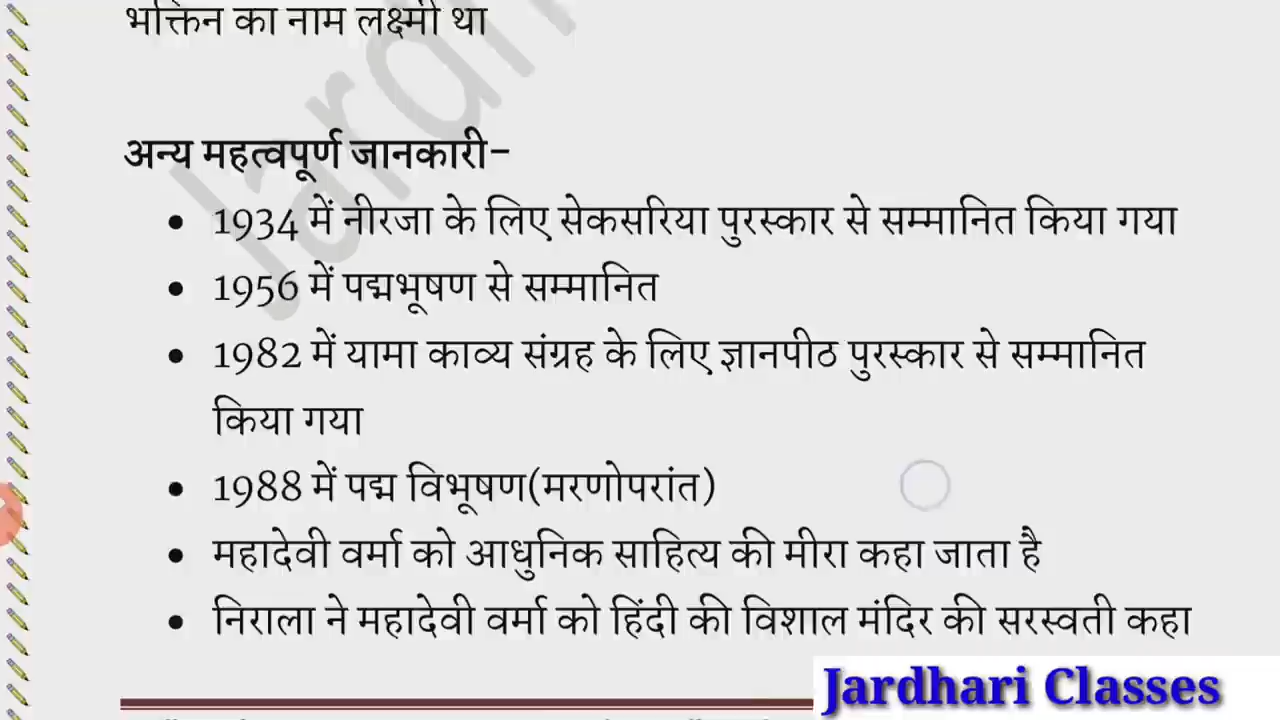 भक्तिन का नाम लक्ष्मी था
अन्य महत्वपूर्ण जानकारी-
• 1934 में नीरजा के लिए सेकसरिया पुरस्कार से सम्मानित किया गया
• 1956 में पद्मभूषण से सम्मानित
• 1982 में यामा काव्य संग्रह के लिए ज्ञानपीठ पुरस्कार से सम्मानित
किया गया
• 1988 में पद्म विभूषण(मरणोपरांत)
• महादेवी वर्मा को आधुनिक साहित्य की मीरा कहा जाता है
• निराला ने महादेवी वर्मा को हिंदी की विशाल मंदिर की सरस्वती कहा
Jardhari Classes